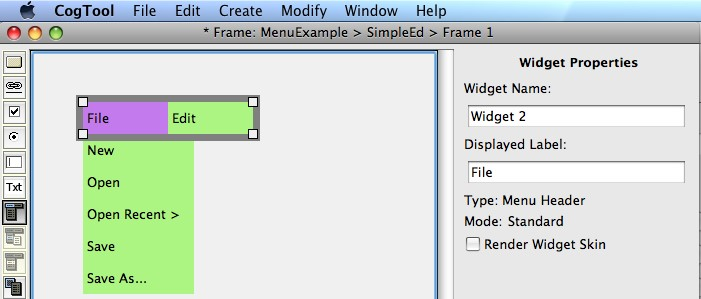 CogTool File Edit Create Modify Window Help
* Frame: MenuExample > SimpleEd > Frame 1
File Edit
New
Open
Open Recent >
Save
Save As...
Txt
Widget Properties
Widget Name:
Widget 2
Displayed Label:
File
Type: Menu Header
Mode: Standard
Render Widget Skin